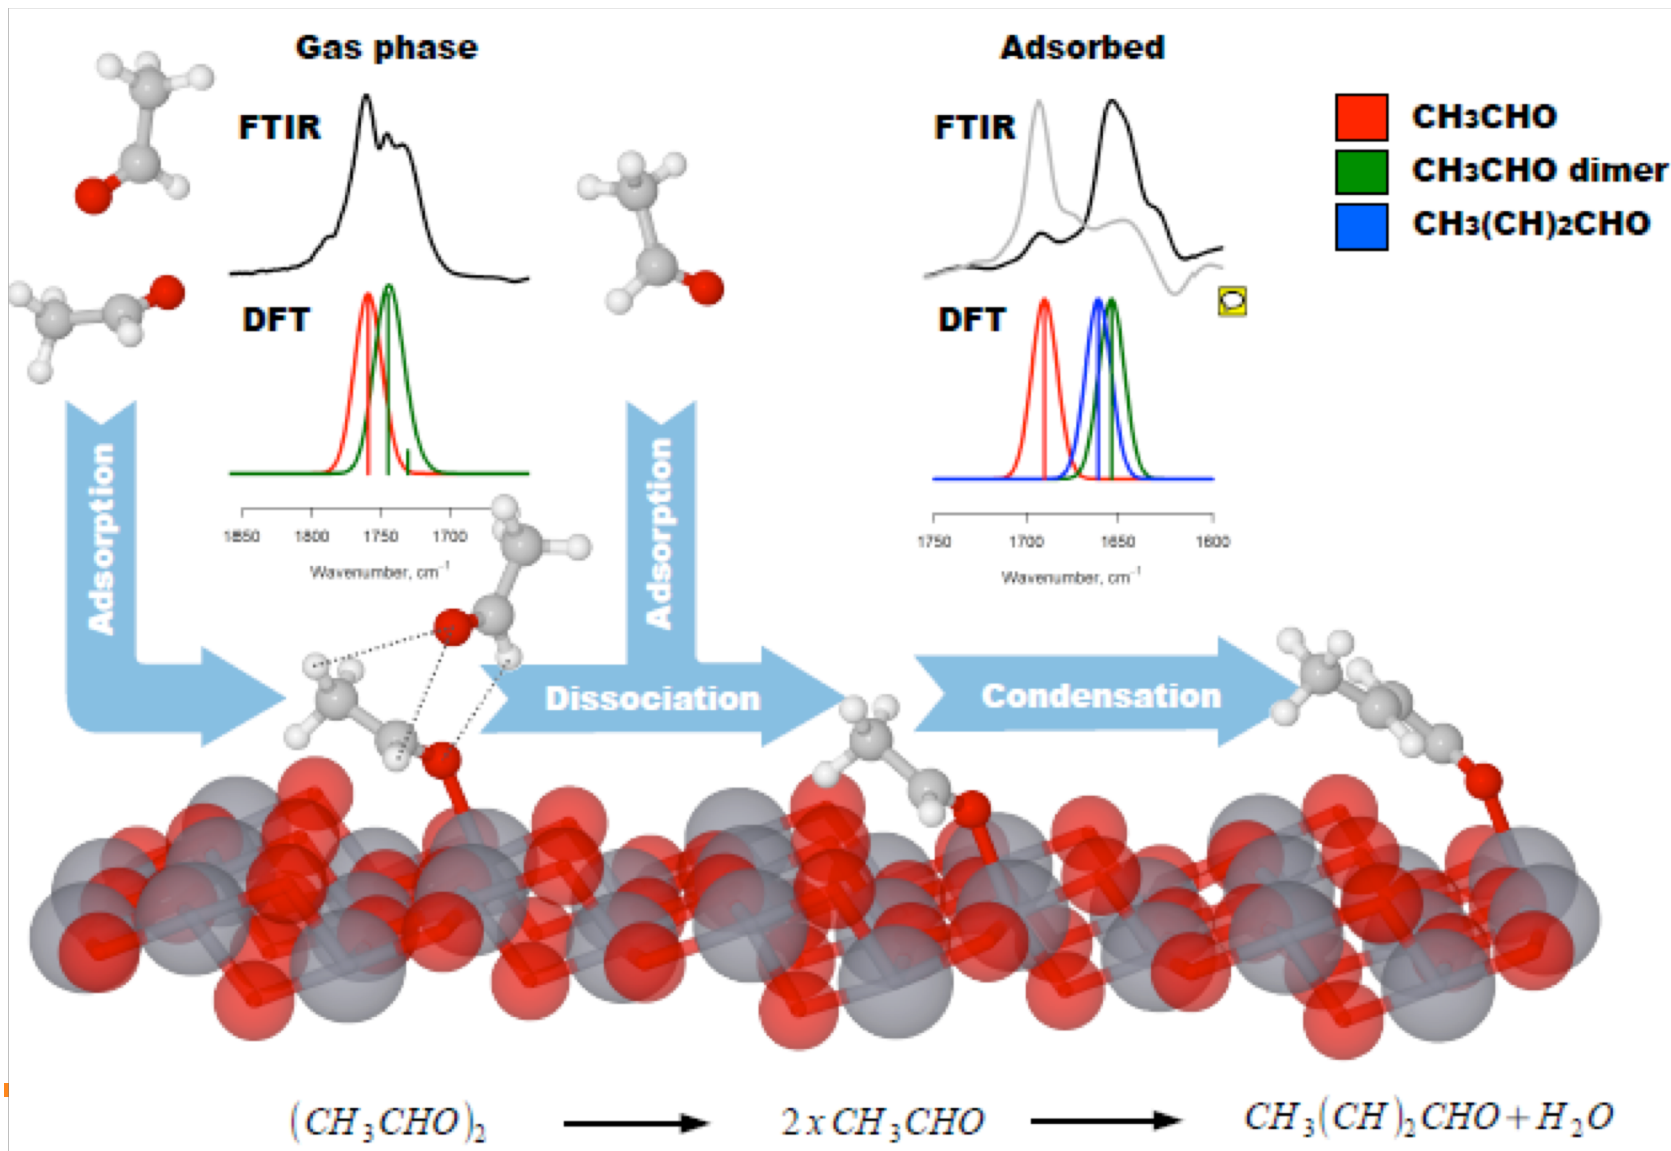 Gas phase
FTIR
DFT
1850 1800 1750 1700
Wavenumber, cm⁻¹
Adsorbed
FTIR
DFT
1750 1700 1650 1600
Wavenumber, cm⁻¹
CH₃CHO
CH₃CHO dimer
CH₃(CH)₂CHO
Adsorption
Adsorption
Dissociation
Condensation
(CH₃CHO)₂ → 2 x CH₃CHO → CH₃(CH)₂CHO + H₂O